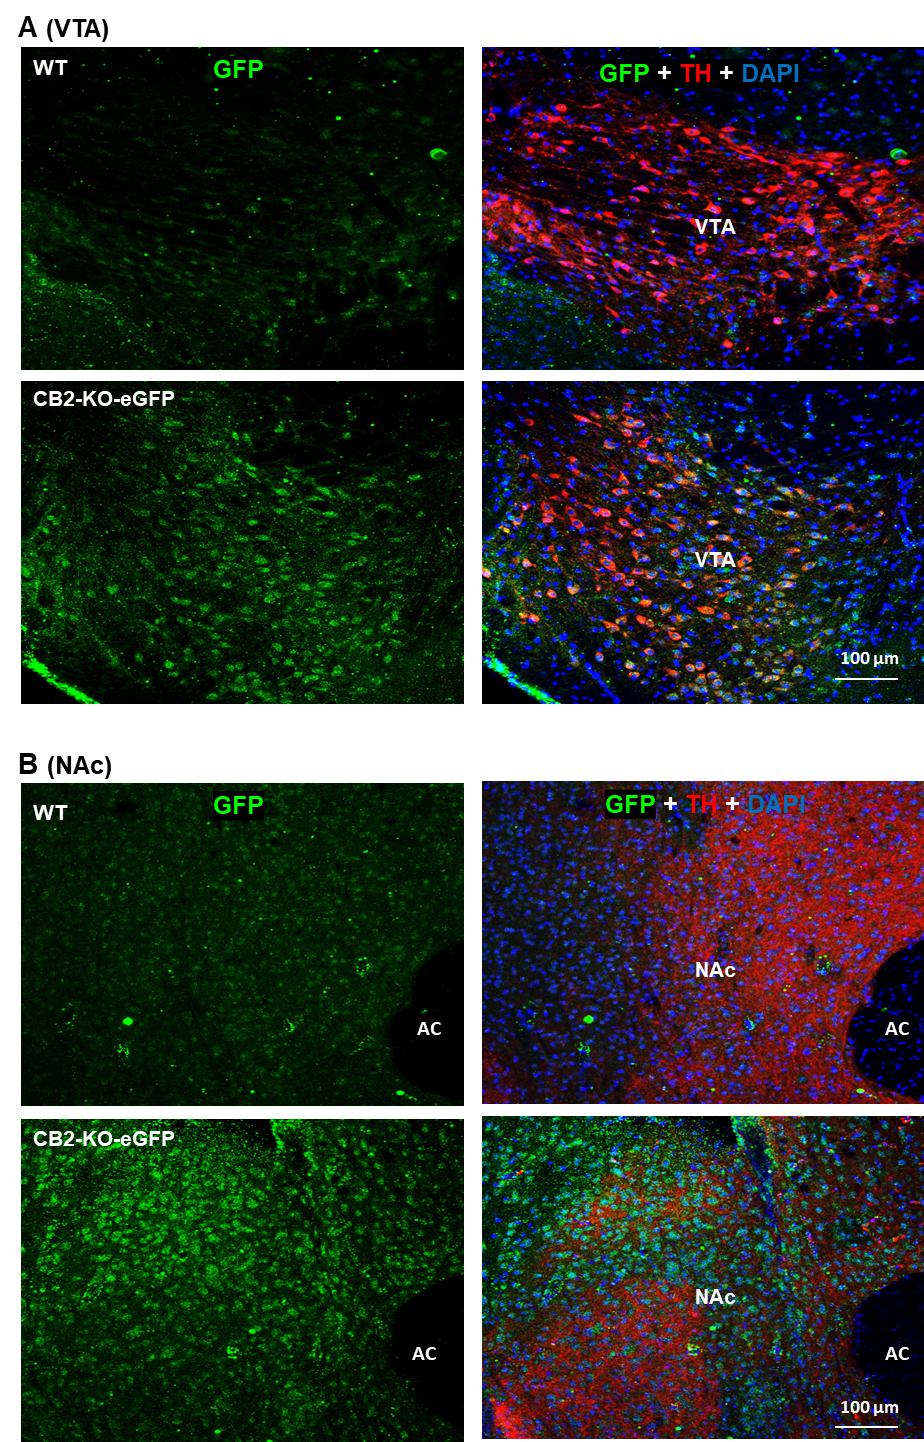 A (VTA)
WT
GFP
GFP + TH + DAPI
VTA
CB2-KO-eGFP
VTA
100 µm
B (NAc)
WT
GFP
GFP + TH + DAPI
NAc
AC
AC
CB2-KO-eGFP
NAc
AC
AC
100 µm